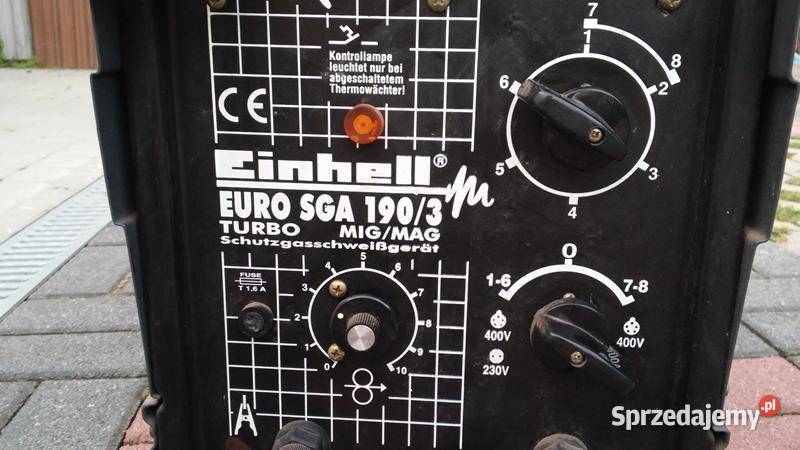 Kontrollampe
leuchtet nur bei
abgeschaltetem
Thermowächter!
CE
Einhell®
EURO SGA 190/3
TURBO MIG/MAG
Schutzgasschweißgerät
7
1
8
2
6
5
3
4
FUSE
T 1,6 A
0 1 2 3 4 5 6 7 8 9 10
0
1-6 7-8
400V 400V
230V
Sprzedajemy.pl